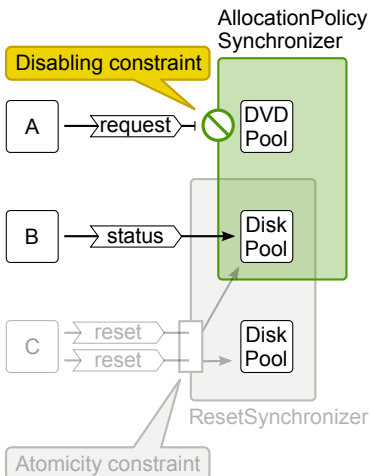 AllocationPolicy
Synchronizer
Disabling constraint
A
request
DVD
Pool
B
status
Disk
Pool
C
reset
reset
Disk
Pool
ResetSynchronizer
Atomicity constraint